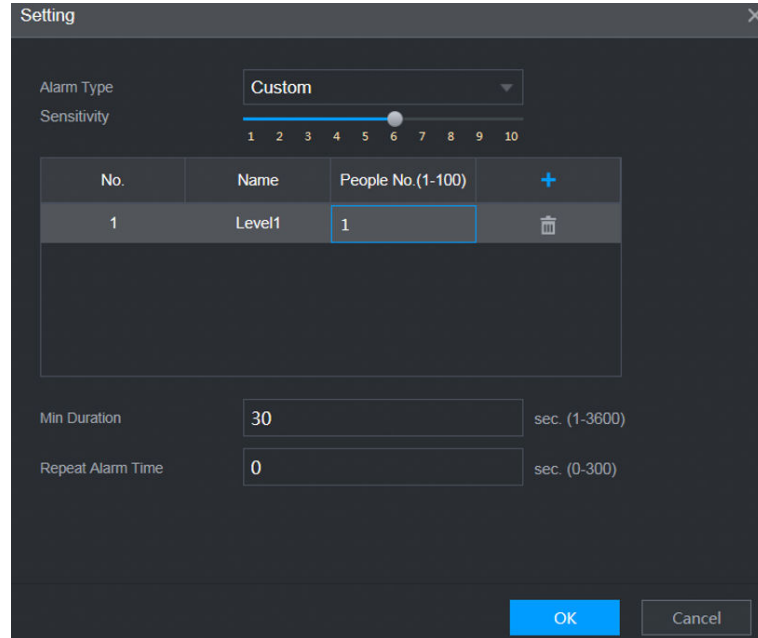 Setting
Alarm Type Custom
Sensitivity
1 2 3 4 5 6 7 8 9 10
No. Name People No.(1-100)
1 Level1 1
Min Duration 30 sec. (1-3600)
Repeat Alarm Time 0 sec. (0-300)
OK Cancel